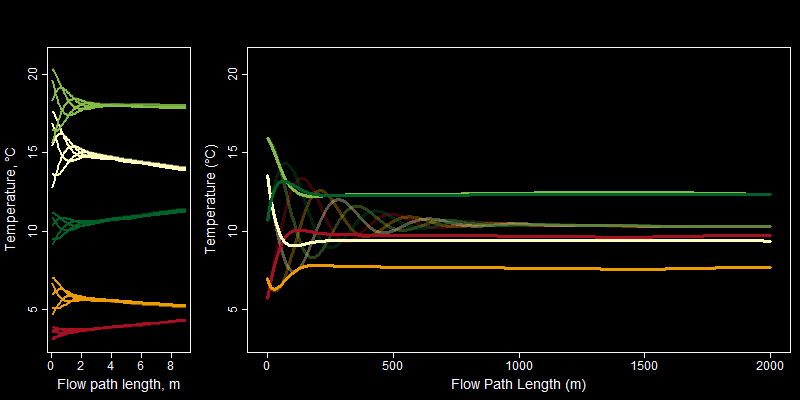 Temperature, °C
20
15
10
5
0 2 4 6 8
Flow path length, m
Temperature (°C)
20
15
10
5
0 500 1000 1500 2000
Flow Path Length (m)